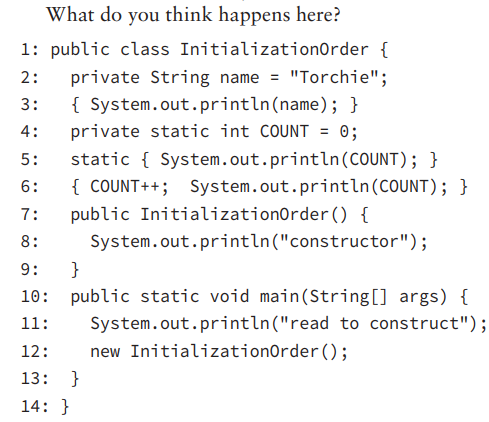 What do you think happens here?
1: public class InitializationOrder {
2:   private String name = "Torchie";
3:   { System.out.println(name); }
4:   private static int COUNT = 0;
5:   static { System.out.println(COUNT); }
6:   { COUNT++;  System.out.println(COUNT); }
7:   public InitializationOrder() {
8:     System.out.println("constructor");
9:   }
10:  public static void main(String[] args) {
11:    System.out.println("read to construct");
12:    new InitializationOrder();
13:  }
14: }